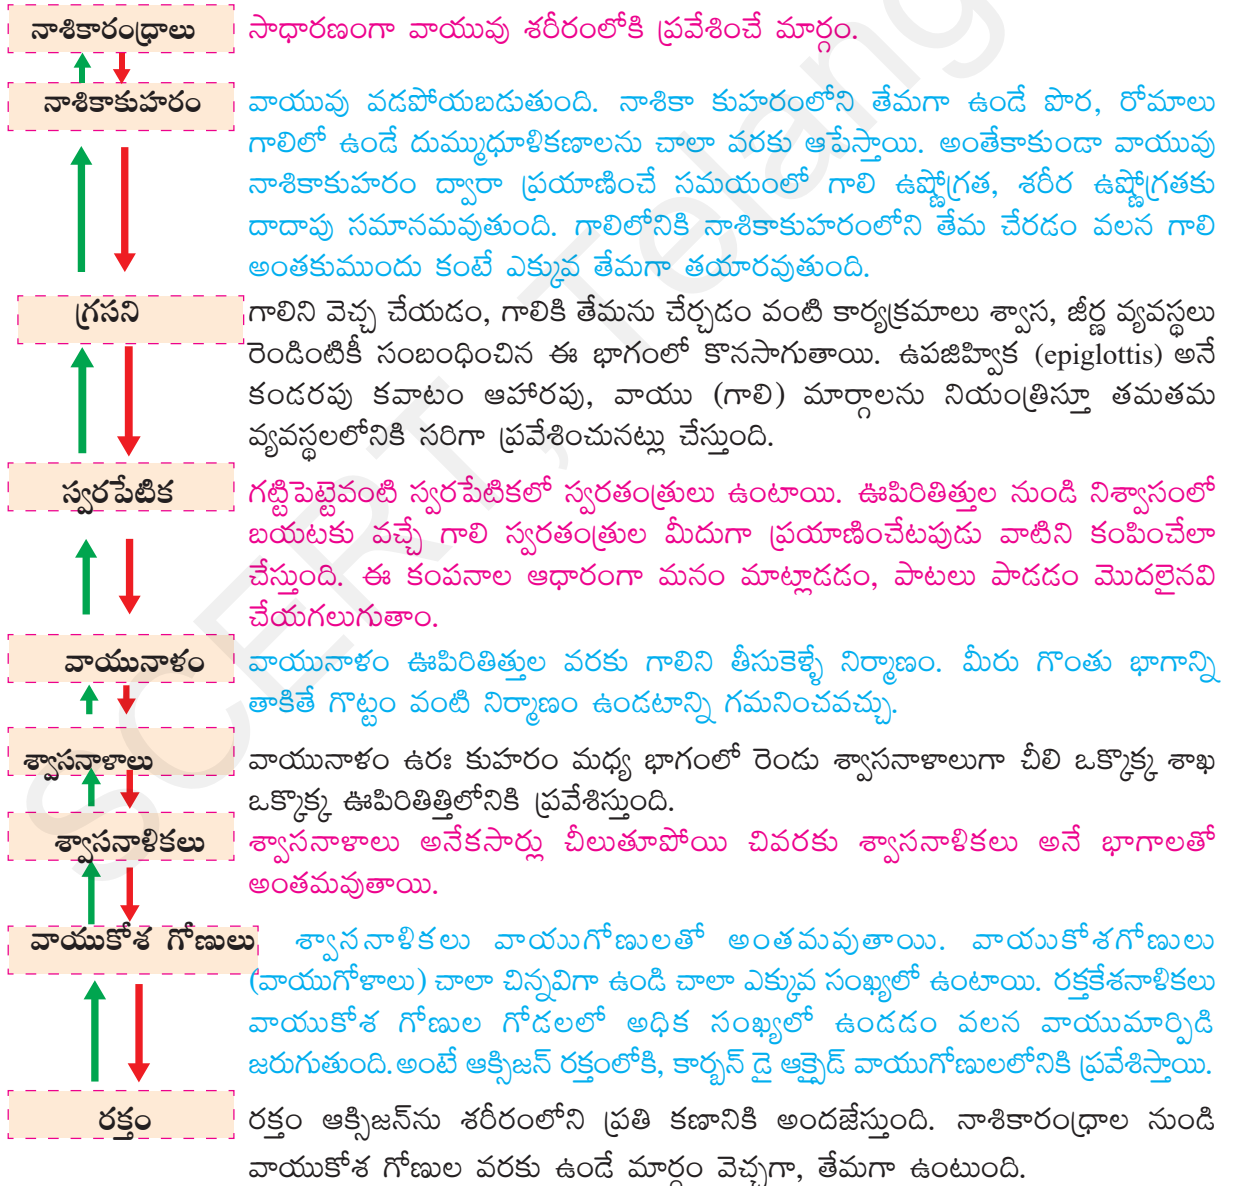 నాశికారంధ్రాలు
సాధారణంగా వాయువు శరీరంలోకి ప్రవేశించే మార్గం.
నాశికాకుహరం
వాయువు వడపోయబడుతుంది. నాశికా కుహరంలోని తేమగా ఉండే పొర, రోమాలు
గాలిలో ఉండే దుమ్ముధూళికణాలను చాలా వరకు ఆపేస్తాయి. అంతేకాకుండా వాయువు
నాశికాకుహరం ద్వారా ప్రయాణించే సమయంలో గాలి ఉష్ణోగ్రత, శరీర ఉష్ణోగ్రతకు
దాదాపు సమానమవుతుంది. గాలిలోనికి నాశికాకుహరంలోని తేమ చేరడం వలన గాలి
అంతకుముందు కంటే ఎక్కువ తేమగా తయారవుతుంది.
గ్రసని
గాలిని వెచ్చ చేయడం, గాలికి తేమను చేర్చడం వంటి కార్యక్రమాలు శ్వాస, జీర్ణ వ్యవస్థలు
రెండింటికీ సంబంధించిన ఈ భాగంలో కొనసాగుతాయి. ఉపజిహ్విక (epiglottis) అనే
కండరపు కవాటం ఆహారపు, వాయు (గాలి) మార్గాలను నియంత్రిస్తూ తమతమ
వ్యవస్థలలోనికి సరిగా ప్రవేశించునట్లు చేస్తుంది.
స్వరపేటిక
గట్టిపెట్టెవంటి స్వరపేటికలో స్వరతంత్రులు ఉంటాయి. ఊపిరితిత్తుల నుండి నిశ్వాసంలో
బయటకు వచ్చే గాలి స్వరతంత్రుల మీదుగా ప్రయాణించేటపుడు వాటిని కంపించేలా
చేస్తుంది. ఈ కంపనాల ఆధారంగా మనం మాట్లాడడం, పాటలు పాడడం మొదలైనవి
చేయగలుగుతాం.
వాయునాళం
వాయునాళం ఊపిరితిత్తుల వరకు గాలిని తీసుకెళ్ళే నిర్మాణం. మీరు గొంతు భాగాన్ని
తాకితే గొట్టం వంటి నిర్మాణం ఉండటాన్ని గమనించవచ్చు.
శ్వాసనాళాలు
వాయునాళం ఉరః కుహరం మధ్య భాగంలో రెండు శ్వాసనాళాలుగా చీలి ఒక్కొక్క శాఖ
ఒక్కొక్క ఊపిరితిత్తిలోనికి ప్రవేశిస్తుంది.
శ్వాసనాళికలు
శ్వాసనాళాలు అనేకసార్లు చీలుతూపోయి చివరకు శ్వాసనాళికలు అనే భాగాలతో
అంతమవుతాయి.
వాయుకోశ గోణులు
శ్వాసనాళికలు వాయుగోణులతో అంతమవుతాయి. వాయుకోశగోణులు
(వాయుగోళాలు) చాలా చిన్నవిగా ఉండి చాలా ఎక్కువ సంఖ్యలో ఉంటాయి. రక్తకేశనాళికలు
వాయుకోశ గోణుల గోడలలో అధిక సంఖ్యలో ఉండడం వలన వాయుమార్పిడి
జరుగుతుంది.అంటే ఆక్సిజన్ రక్తంలోకి, కార్బన్ డై ఆక్సైడ్ వాయుగోణులలోనికి ప్రవేశిస్తాయి.
రక్తం
రక్తం ఆక్సిజన్‌ను శరీరంలోని ప్రతి కణానికి అందజేస్తుంది. నాశికారంధ్రాల నుండి
వాయుకోశ గోణుల వరకు ఉండే మార్గం వెచ్చగా, తేమగా ఉంటుంది.
SCERT, Telang